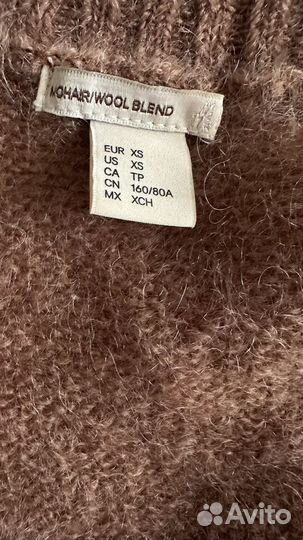 MOHAIR/WOOL BLEND
EUR XS
US XS
CA TP
CN 160/80A
MX XCH
Avito